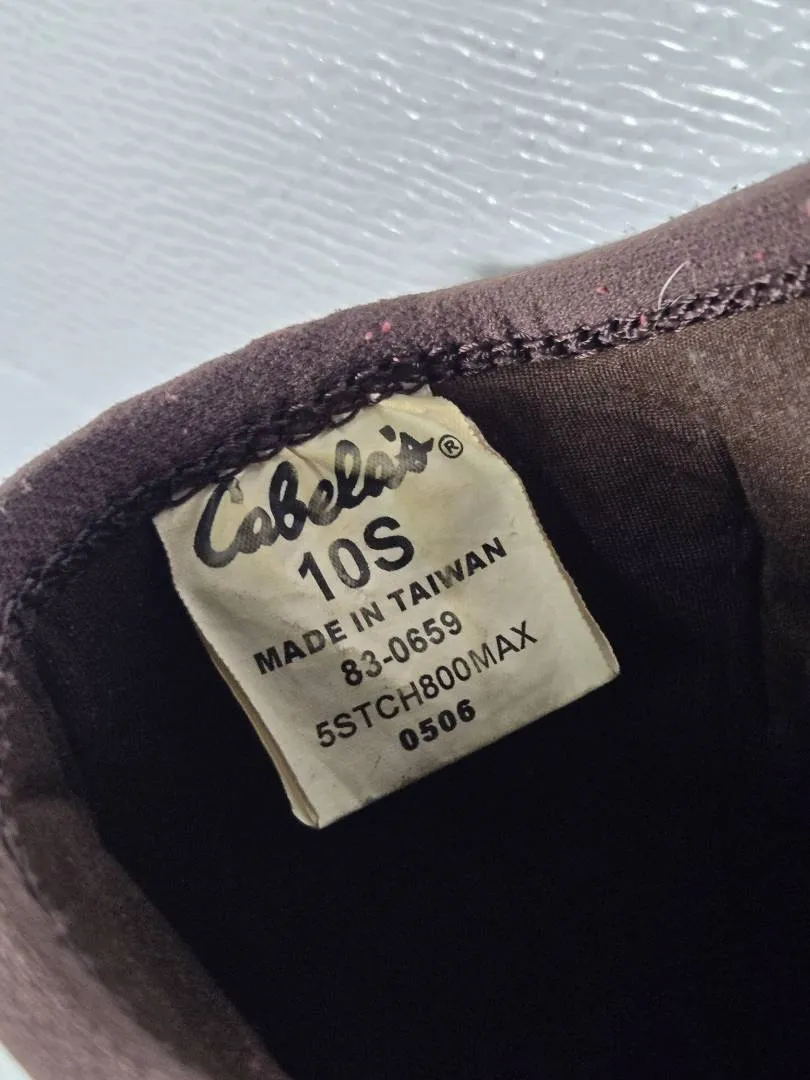 Cabela's®
10S
MADE IN TAIWAN
83-0659
5STCH800MAX
0506